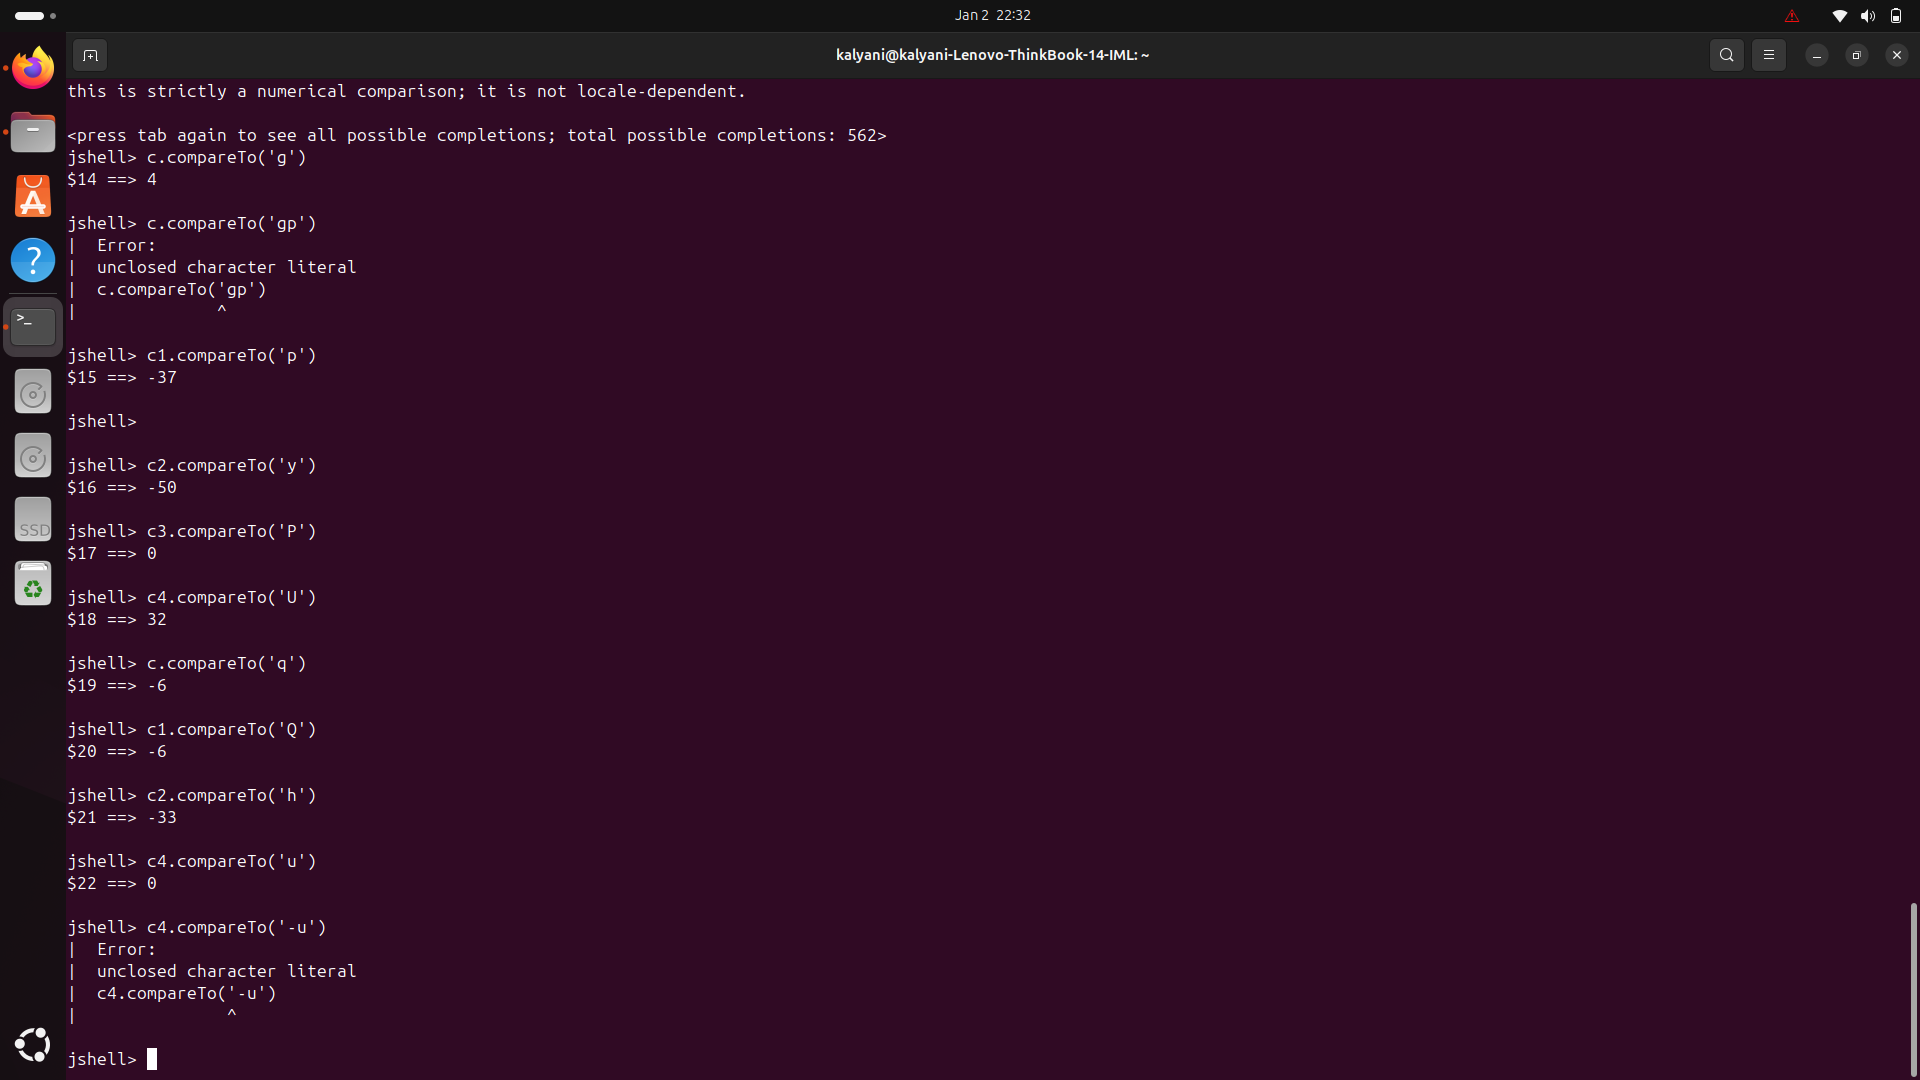 Jan 2 22:32
kalyani@kalyani-Lenovo-ThinkBook-14-IML: ~
this is strictly a numerical comparison; it is not locale-dependent.
<press tab again to see all possible completions; total possible completions: 562>
jshell> c.compareTo('g')
$14 ==> 4
jshell> c.compareTo('gp')
|  Error:
|  unclosed character literal
|  c.compareTo('gp')
|              ^
jshell> c1.compareTo('p')
$15 ==> -37
jshell>
jshell> c2.compareTo('y')
$16 ==> -50
jshell> c3.compareTo('P')
$17 ==> 0
jshell> c4.compareTo('U')
$18 ==> 32
jshell> c.compareTo('q')
$19 ==> -6
jshell> c1.compareTo('Q')
$20 ==> -6
jshell> c2.compareTo('h')
$21 ==> -33
jshell> c4.compareTo('u')
$22 ==> 0
jshell> c4.compareTo('-u')
|  Error:
|  unclosed character literal
|  c4.compareTo('-u')
|               ^
jshell>
SSD